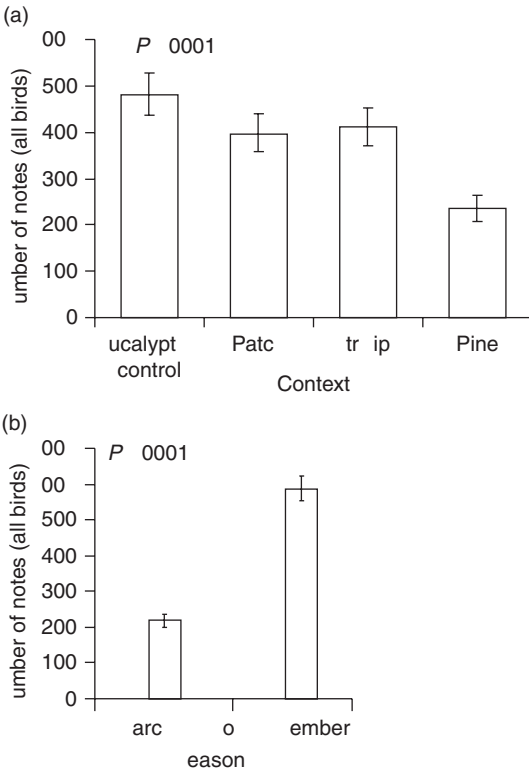 (a)
00
500
400
300
200
100
0
P 0001
umber of notes (all birds)
ucalypt control
Patc
tr ip
Pine
Context
(b)
00
00
500
400
300
200
100
0
P 0001
umber of notes (all birds)
arc
o ember
eason